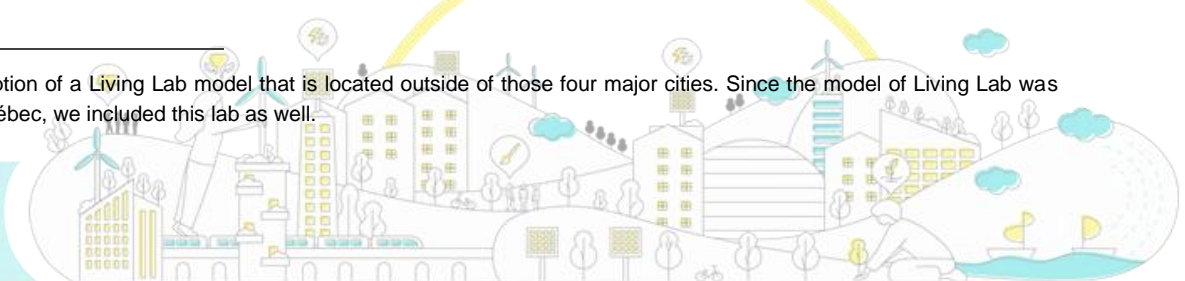 otion of a Living Lab model that is located outside of those four major cities. Since the model of Living Lab was
ébec, we included this lab as well.